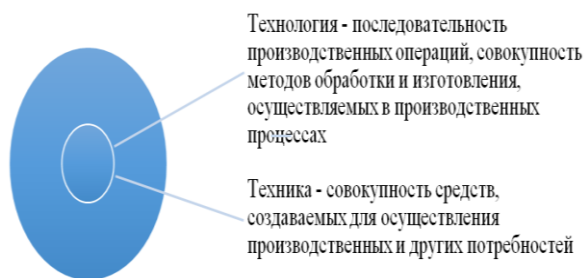 Технология - последовательность
производственных операций, совокупность
методов обработки и изготовления,
осуществляемых в производственных
процессах
Техника - совокупность средств,
создаваемых для осуществления
производственных и других потребностей